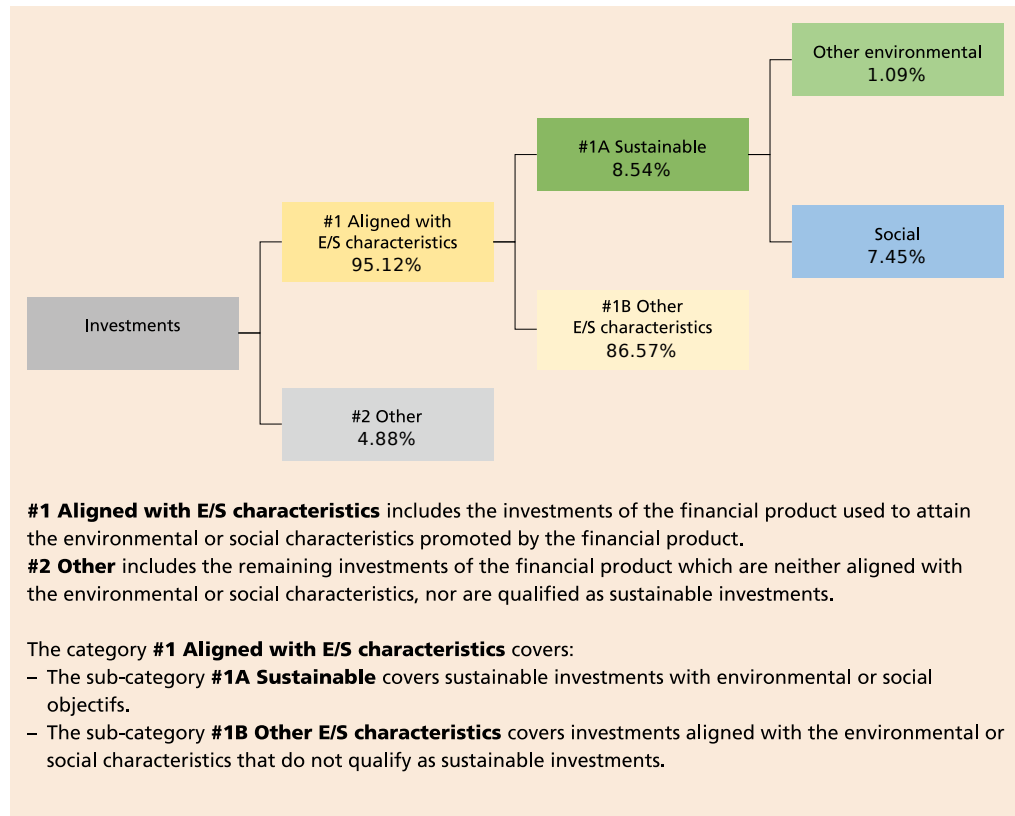 Other environmental
1.09%
#1A Sustainable
8.54%
#1 Aligned with
E/S characteristics
95.12%
Social
7.45%
Investments
#1B Other
E/S characteristics
86.57%
#2 Other
4.88%
#1 Aligned with E/S characteristics includes the investments of the financial product used to attain
the environmental or social characteristics promoted by the financial product.
#2 Other includes the remaining investments of the financial product which are neither aligned with
the environmental or social characteristics, nor are qualified as sustainable investments.
The category #1 Aligned with E/S characteristics covers:
– The sub-category #1A Sustainable covers sustainable investments with environmental or social
objectifs.
– The sub-category #1B Other E/S characteristics covers investments aligned with the environmental or
social characteristics that do not qualify as sustainable investments.